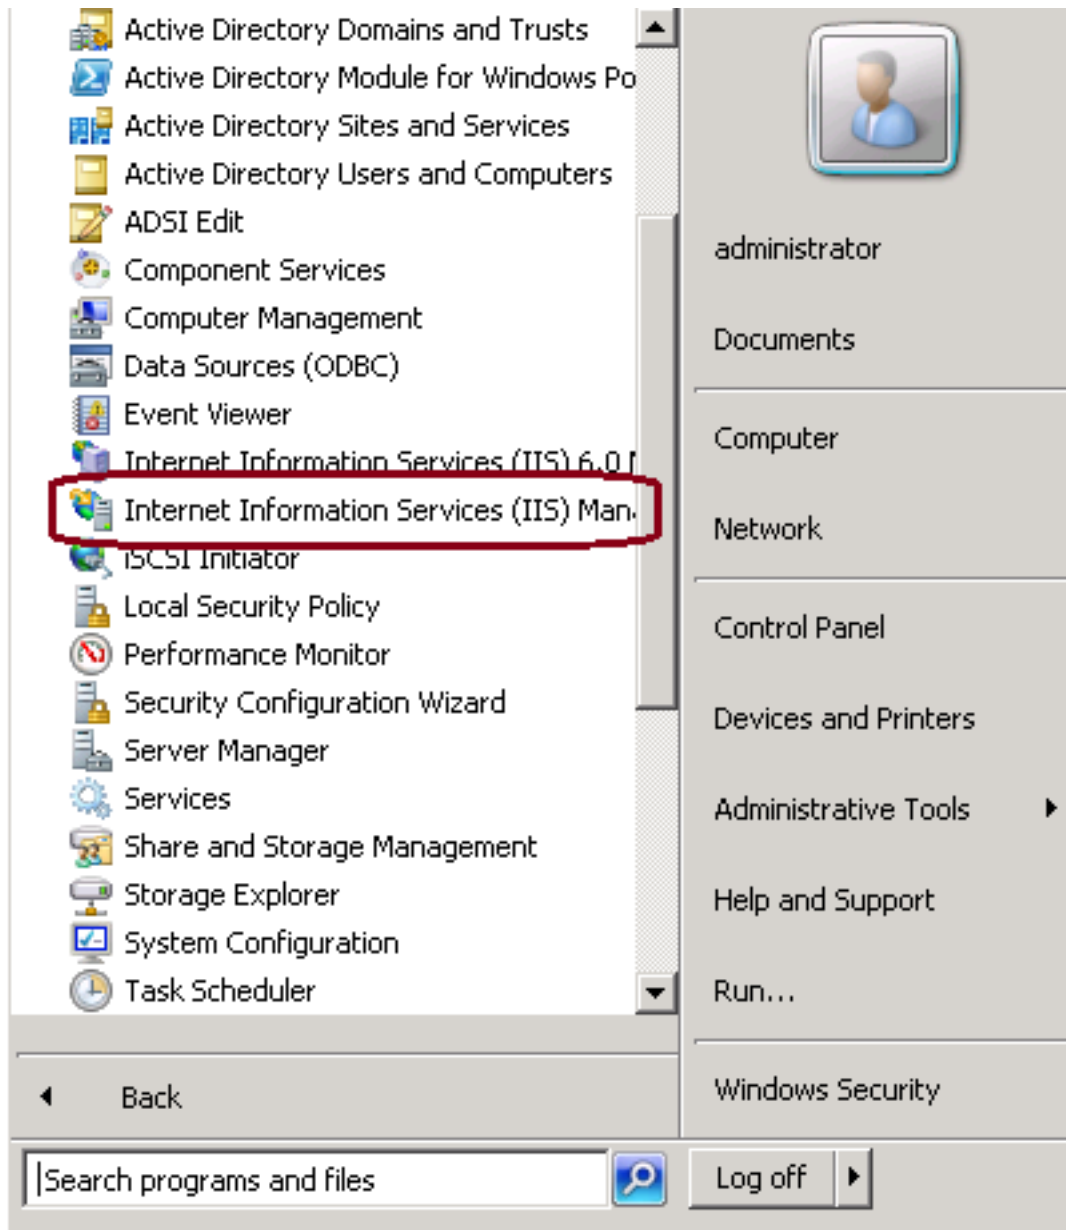 Active Directory Domains and Trusts
Active Directory Module for Windows Po
Active Directory Sites and Services
Active Directory Users and Computers
ADSI Edit
Component Services
Computer Management
Data Sources (ODBC)
Event Viewer
Internet Information Services (IIS) 6.0
Internet Information Services (IIS) Man
iSCSI Initiator
Local Security Policy
Performance Monitor
Security Configuration Wizard
Server Manager
Services
Share and Storage Management
Storage Explorer
System Configuration
Task Scheduler
Back
Search programs and files
administrator
Documents
Computer
Network
Control Panel
Devices and Printers
Administrative Tools
Help and Support
Run...
Windows Security
Log off